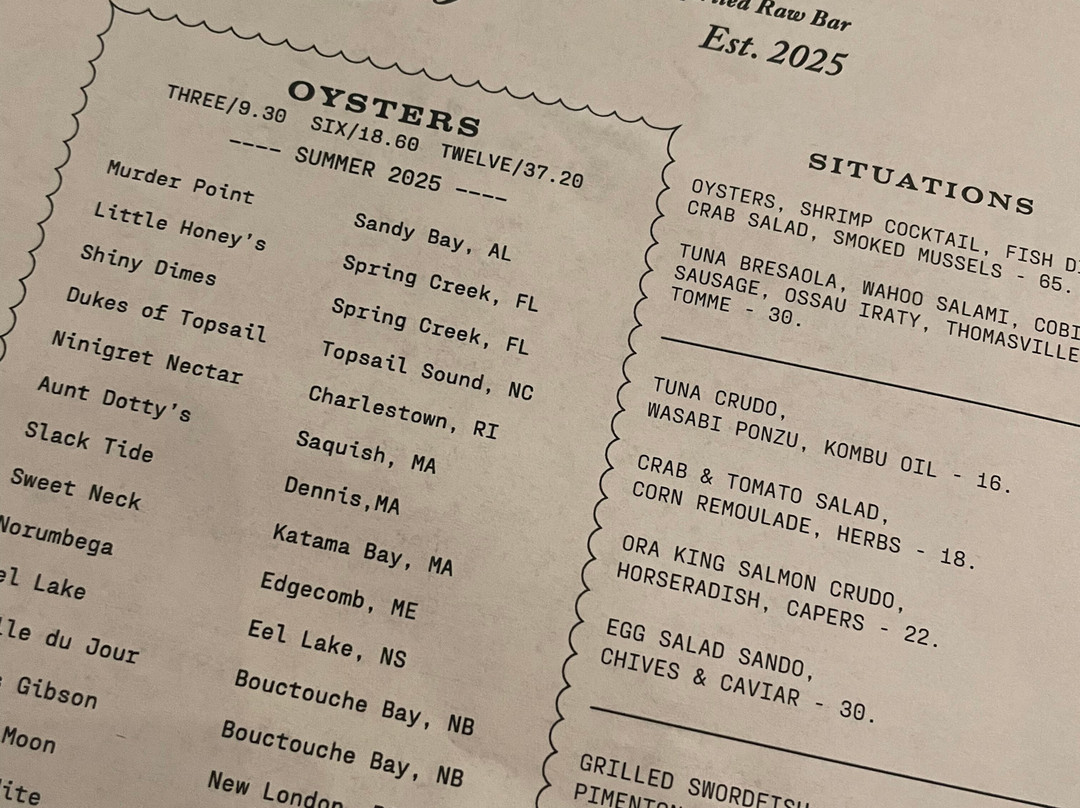 Raw Bar
Est. 2025
OYSTERS
THREE/9.30 SIX/18.60 TWELVE/37.20
---- SUMMER 2025 ----
Murder Point Sandy Bay, AL
Little Honey's Spring Creek, FL
Shiny Dimes Spring Creek, FL
Dukes of Topsail Topsail Sound, NC
Ninigret Nectar Charlestown, RI
Aunt Dotty's Saquish, MA
Slack Tide Dennis,MA
Sweet Neck Katama Bay, MA
Norumbega Edgecomb, ME
Lake Eel Lake, NS
du Jour Bouctouche Bay, NB
Gibson Bouctouche Bay, NB
Moon New London,
SITUATIONS
OYSTERS, SHRIMP COCKTAIL, FISH
CRAB SALAD, SMOKED MUSSELS - 65.
TUNA BRESAOLA, WAHOO SALAMI,
SAUSAGE, OSSAU IRATY, THOMASVILLE
TOMME - 30.
TUNA CRUDO,
WASABI PONZU, KOMBU OIL - 16.
CRAB & TOMATO SALAD,
CORN REMOULADE, HERBS - 18.
ORA KING SALMON CRUDO,
HORSERADISH, CAPERS - 22.
EGG SALAD SANDO,
CHIVES & CAVIAR - 30.
GRILLED SWORDFISH